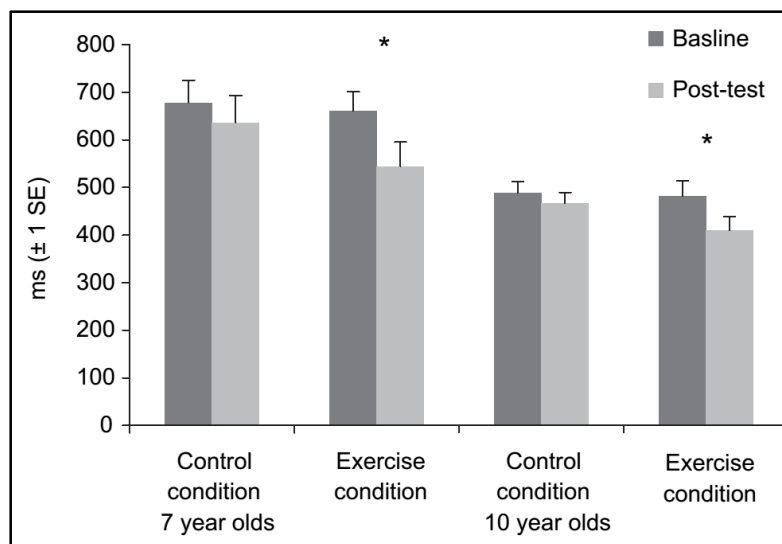 800
700
600
500
400
300
200
100
0
ms (± 1 SE)
*
*
Basline
Post-test
Control
condition
7 year olds
Exercise
condition
Control
condition
10 year olds
Exercise
condition